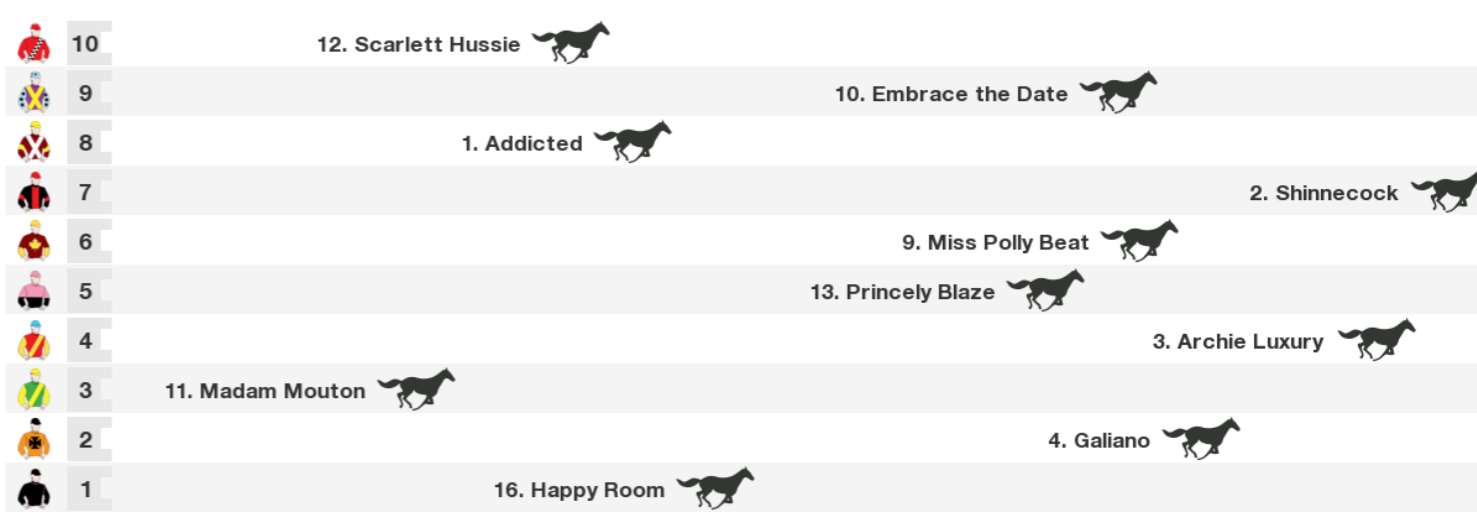 10 12. Scarlett Hussie
9 10. Embrace the Date
8 1. Addicted
7 2. Shinnecock
6 9. Miss Polly Beat
5 13. Princely Blaze
4 3. Archie Luxury
3 11. Madam Mouton
2 4. Galiano
1 16. Happy Room